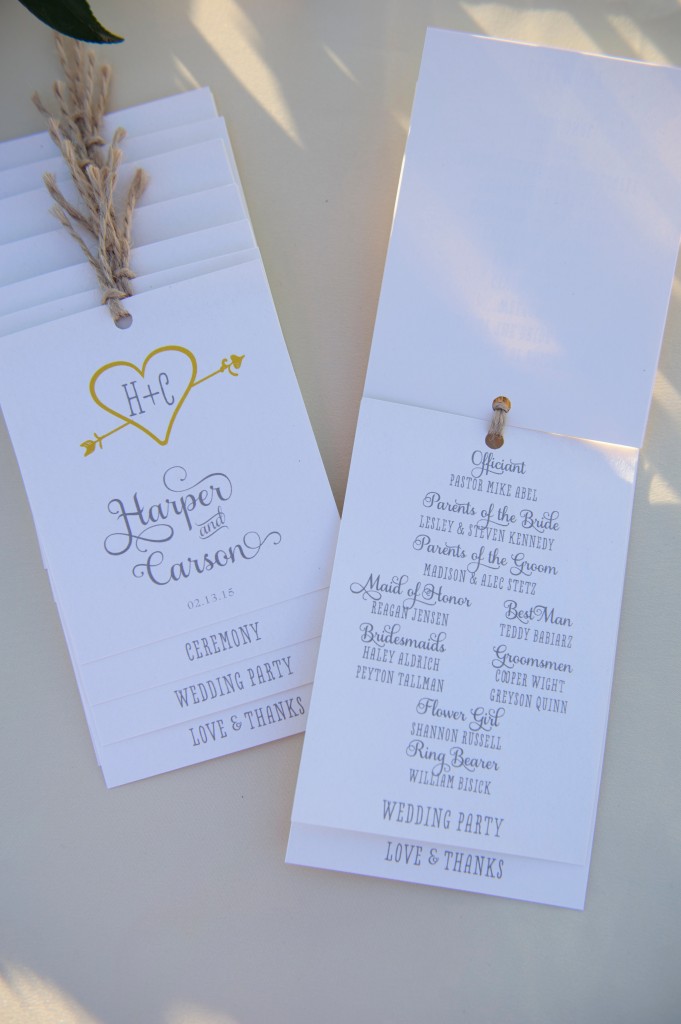 H+C
Harper
and
Carson
02.13.15
CEREMONY
WEDDING PARTY
LOVE & THANKS
Officiant
PASTOR MIKE ABEL
Parents of the Bride
LESLEY & STEVEN KENNEDY
Parents of the Groom
MADISON & ALEC STETZ
Maid of Honor
REAGAN JENSEN
Bridesmaids
HALEY ALDRICH
PEYTON TALLMAN
Best Man
TEDDY BABIARZ
Groomsmen
COOPER WIGHT
GREYSON QUINN
Flower Girl
SHANNON RUSSELL
Ring Bearer
WILLIAM BISICK
WEDDING PARTY
LOVE & THANKS